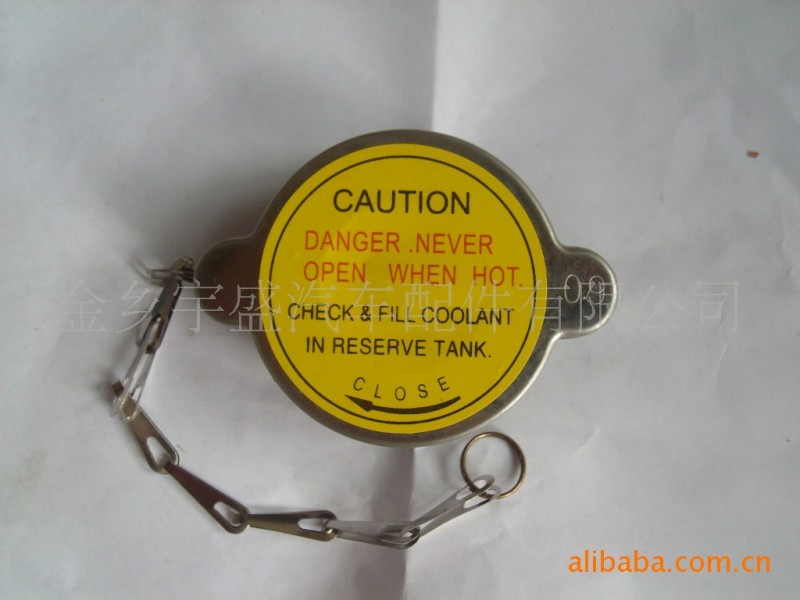 CAUTION
DANGER .NEVER
OPEN WHEN HOT.
金乡宇盛汽车配件有限公司
CHECK & FILL COOLANT
IN RESERVE TANK.
CLOSE
alibaba.com.cn